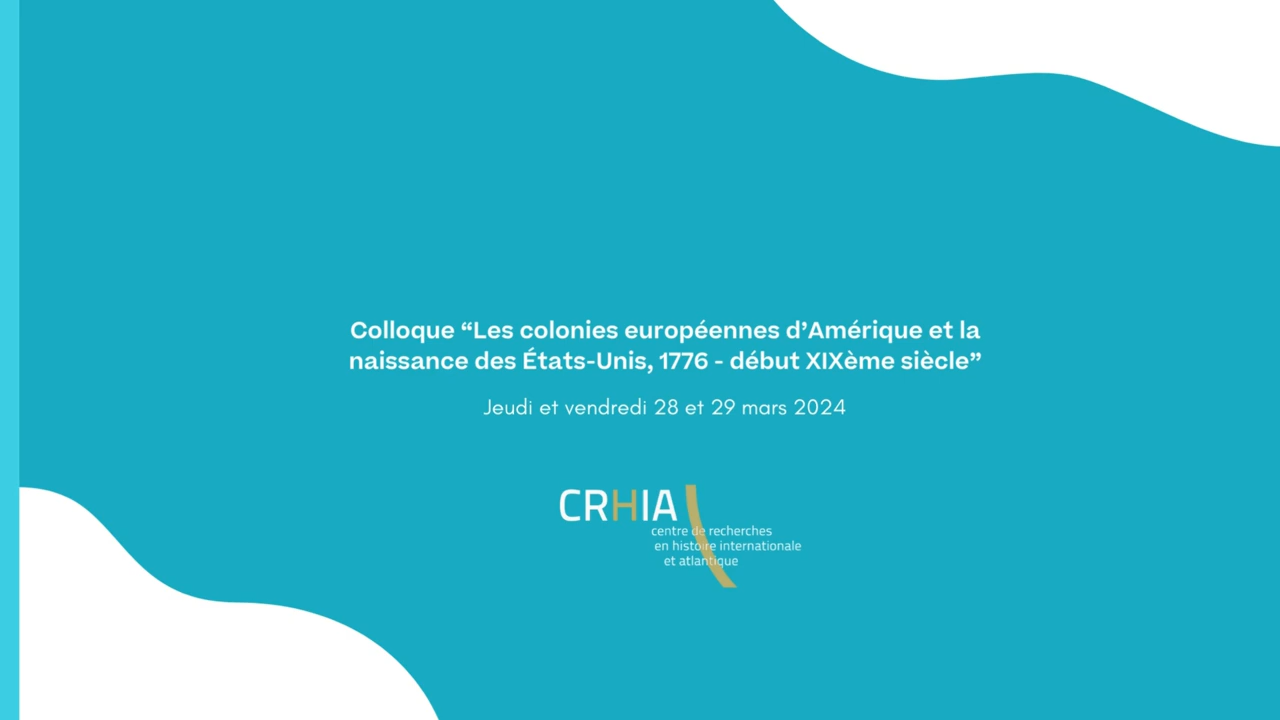 Colloque “Les colonies européennes d’Amérique et la
naissance des États-Unis, 1776 - début XIXème siècle”
Jeudi et vendredi 28 et 29 mars 2024
CRHIA
centre de recherches
en histoire internationale
et atlantique